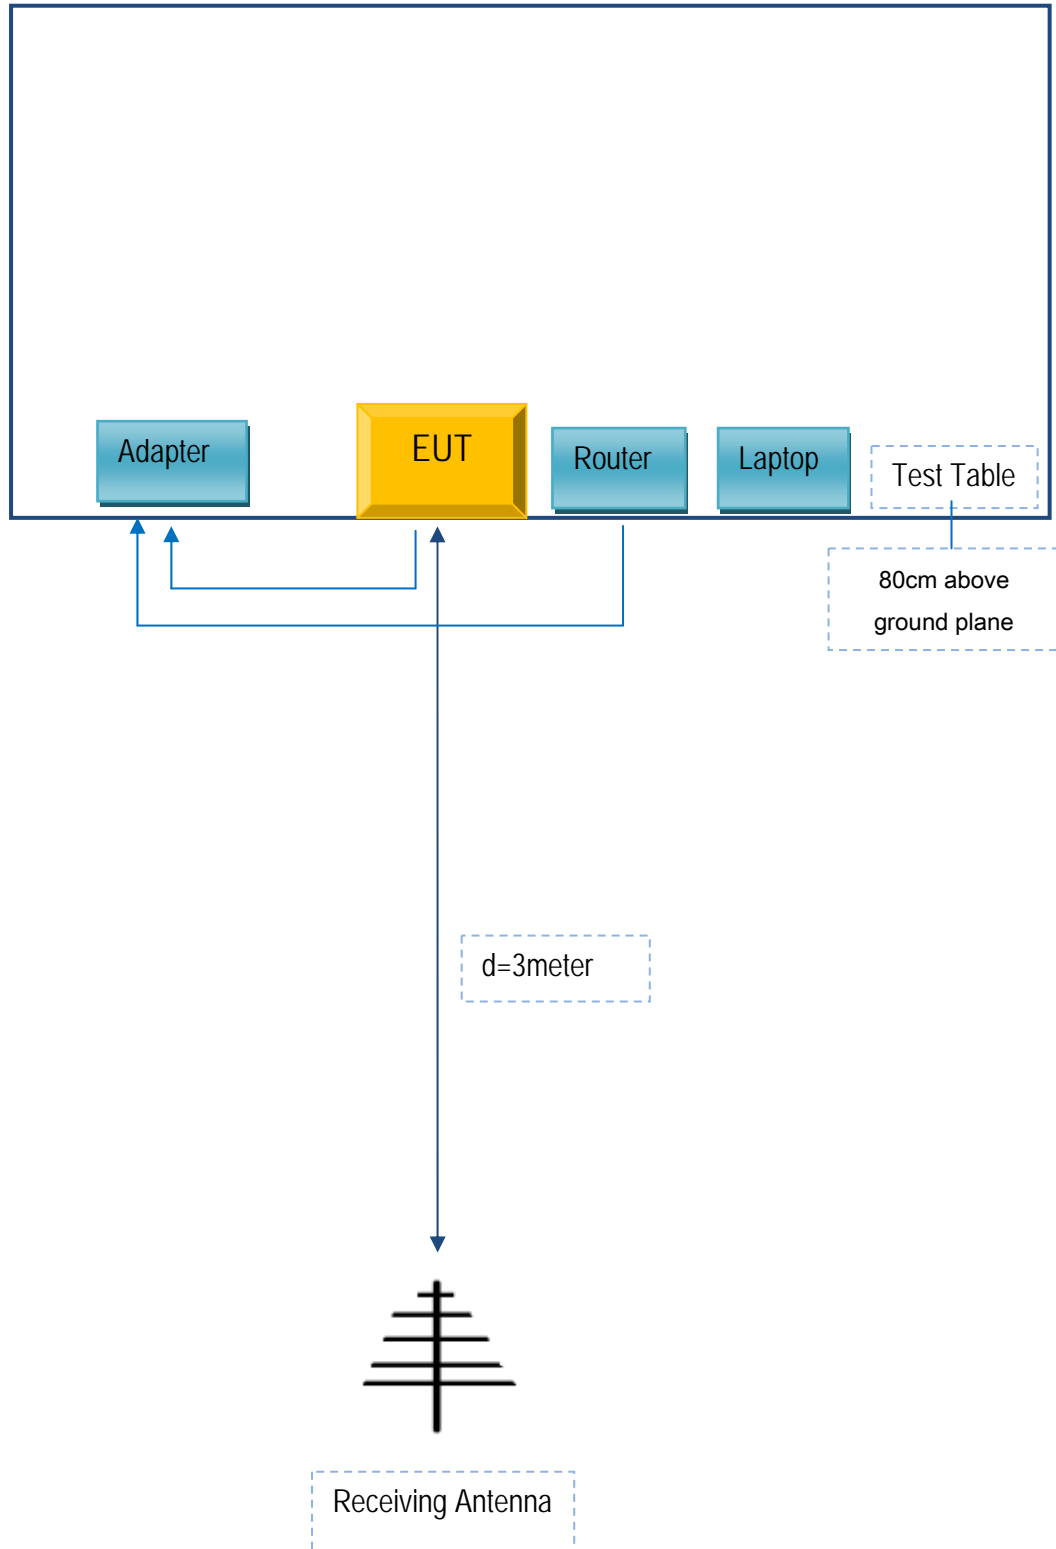 Adapter
EUT
Router
Laptop
Test Table
80cm above
ground plane
d=3meter
Receiving Antenna